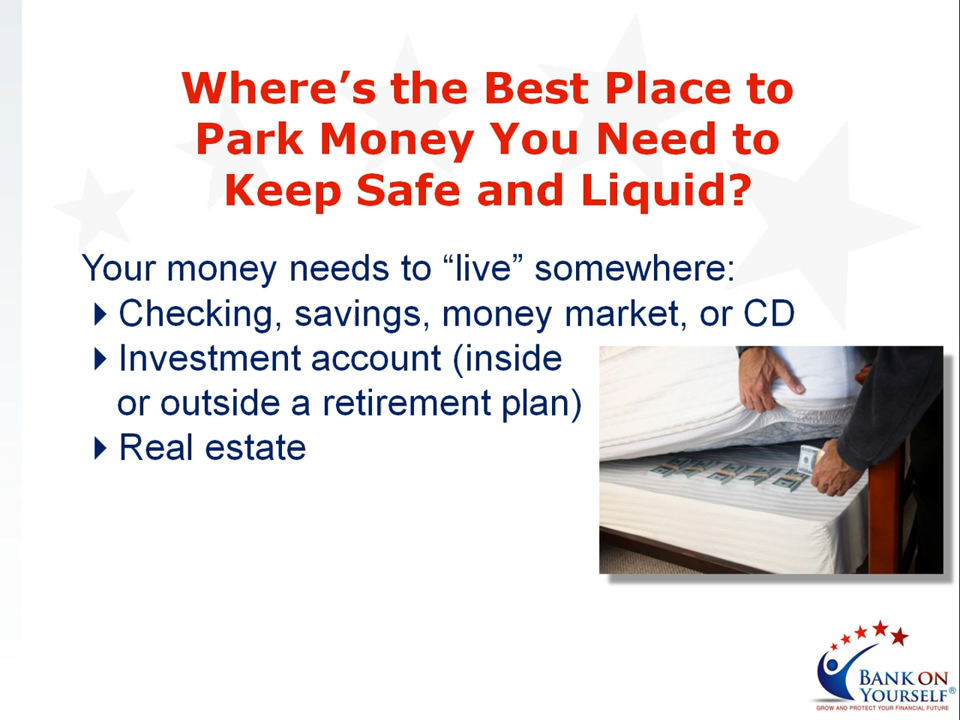 Where’s the Best Place to
Park Money You Need to
Keep Safe and Liquid?
Your money needs to “live” somewhere:
Checking, savings, money market, or CD
Investment account (inside
or outside a retirement plan)
Real estate
BANK ON
YOURSELF®
GROW AND PROTECT YOUR FINANCIAL FUTURE